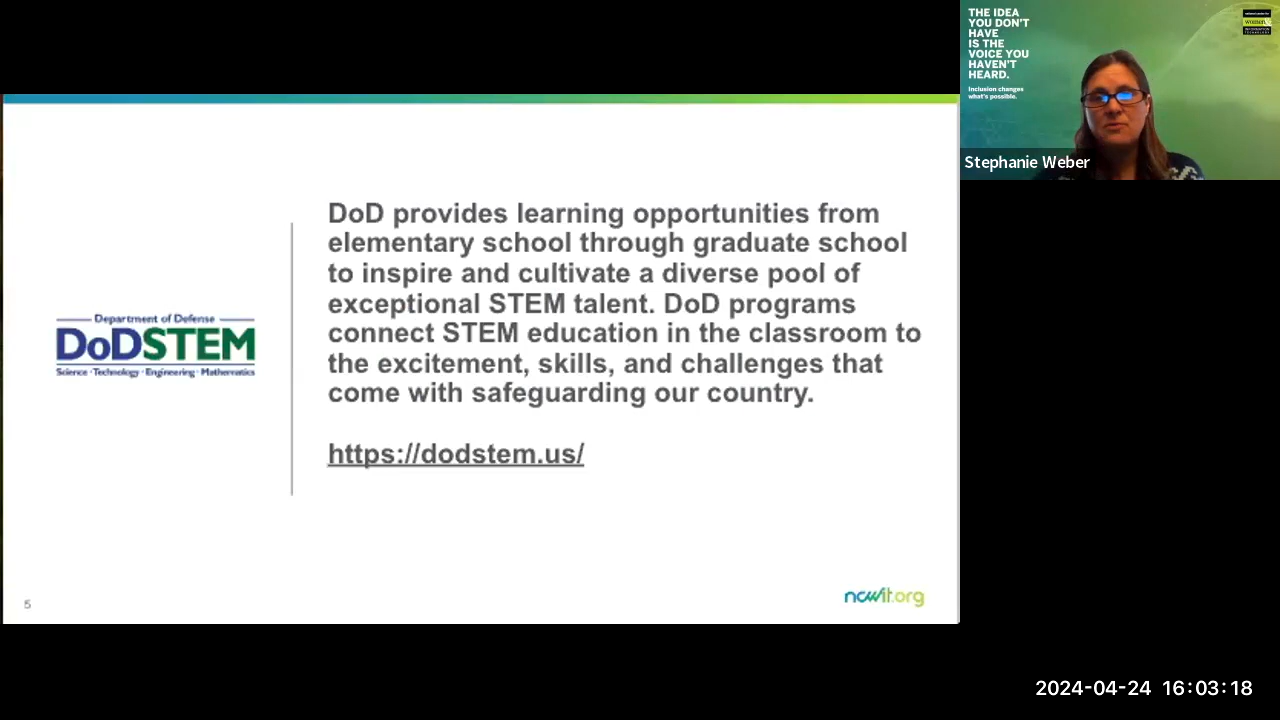 THE IDEA
YOU DON'T
HAVE
IS THE
VOICE YOU
HAVEN'T
HEARD.
Inclusion changes
what's possible.
women
Stephanie Weber
DoD provides learning opportunities from
elementary school through graduate school
to inspire and cultivate a diverse pool of
exceptional STEM talent. DoD programs
connect STEM education in the classroom to
the excitement, skills, and challenges that
come with safeguarding our country.
https://dodstem.us/
Department of Defense
DoDSTEM
Science · Technology · Engineering · Mathematics
5
ncwit.org
2024-04-24 16:03:18